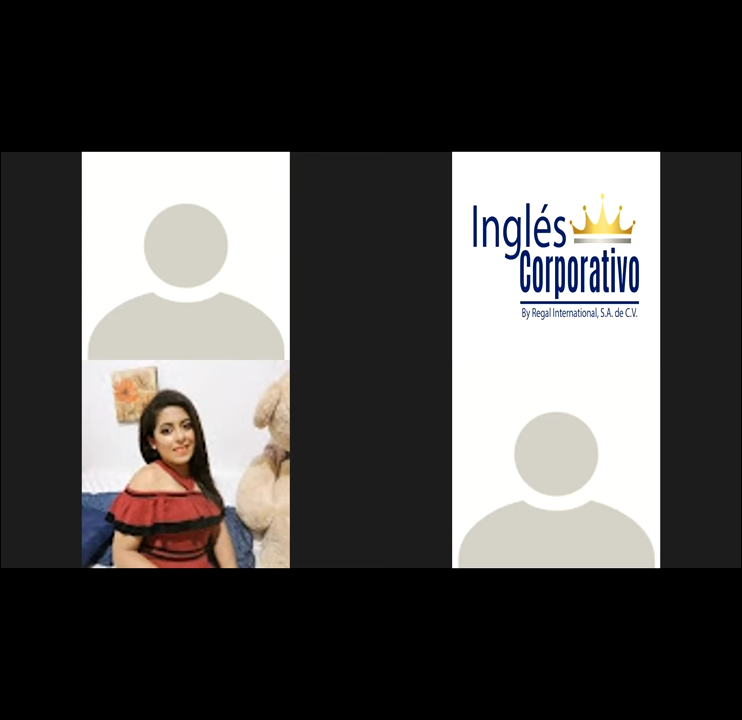 Inglés
Corporativo
By Regal International, S.A. de C.V.